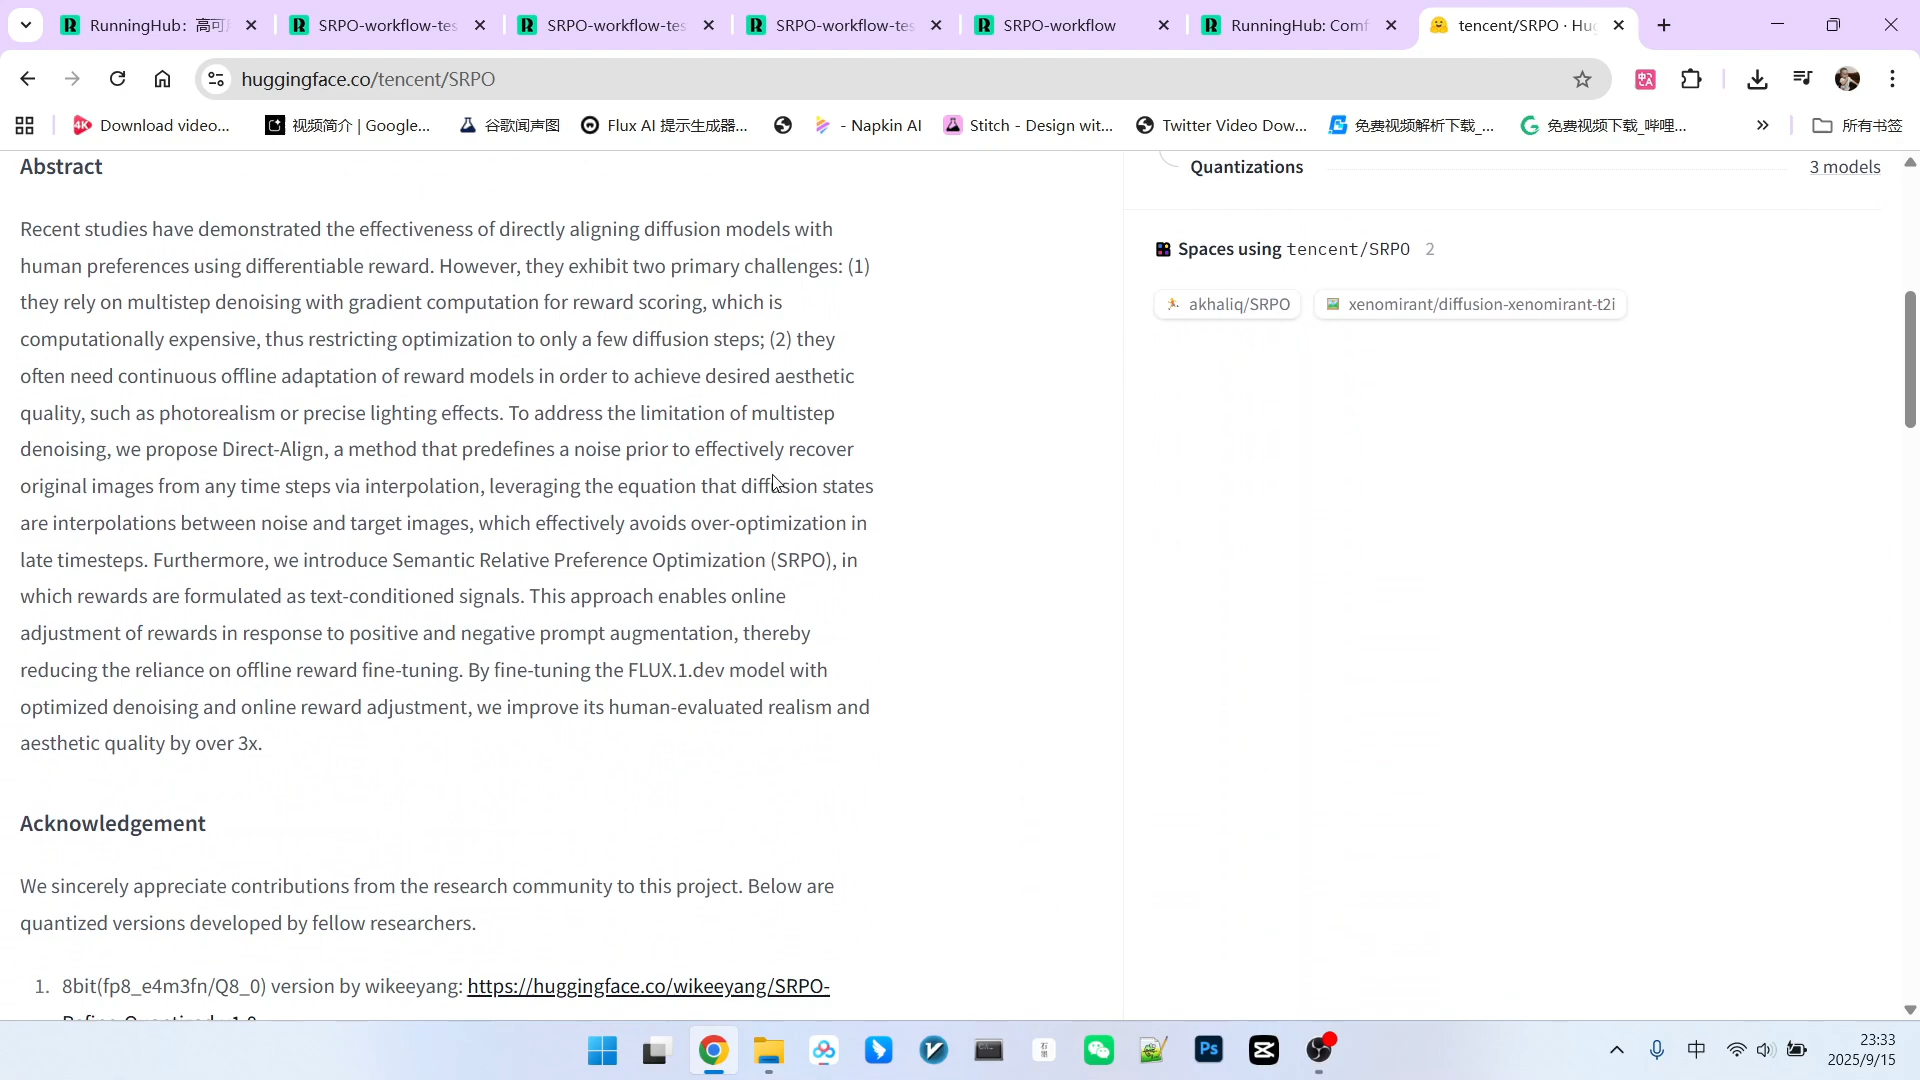 RunningHub：高可
SRPO-workflow-tes
SRPO-workflow-tes
SRPO-workflow-tes
SRPO-workflow
RunningHub: Comf
tencent/SRPO · Hug
huggingface.co/tencent/SRPO
Download video...
视频简介 | Google...
谷歌闻声图
Flux AI 提示生成器...
- Napkin AI
Stitch - Design wit...
Twitter Video Dow...
免费视频解析下载_...
免费视频下载_哔哩...
所有书签
Abstract
Recent studies have demonstrated the effectiveness of directly aligning diffusion models with
human preferences using differentiable reward. However, they exhibit two primary challenges: (1)
they rely on multistep denoising with gradient computation for reward scoring, which is
computationally expensive, thus restricting optimization to only a few diffusion steps; (2) they
often need continuous offline adaptation of reward models in order to achieve desired aesthetic
quality, such as photorealism or precise lighting effects. To address the limitation of multistep
denoising, we propose Direct-Align, a method that predefines a noise prior to effectively recover
original images from any time steps via interpolation, leveraging the equation that diffusion states
are interpolations between noise and target images, which effectively avoids over-optimization in
late timesteps. Furthermore, we introduce Semantic Relative Preference Optimization (SRPO), in
which rewards are formulated as text-conditioned signals. This approach enables online
adjustment of rewards in response to positive and negative prompt augmentation, thereby
reducing the reliance on offline reward fine-tuning. By fine-tuning the FLUX.1.dev model with
optimized denoising and online reward adjustment, we improve its human-evaluated realism and
aesthetic quality by over 3x.
Acknowledgement
We sincerely appreciate contributions from the research community to this project. Below are
quantized versions developed by fellow researchers.
1. 8bit(fp8_e4m3fn/Q8_0) version by wikeeyang: https://huggingface.co/wikeeyang/SRPO-
Quantizations
3 models
Spaces using tencent/SRPO 2
akhaliq/SRPO
xenomirant/diffusion-xenomirant-t2i
中
23:33
2025/9/15